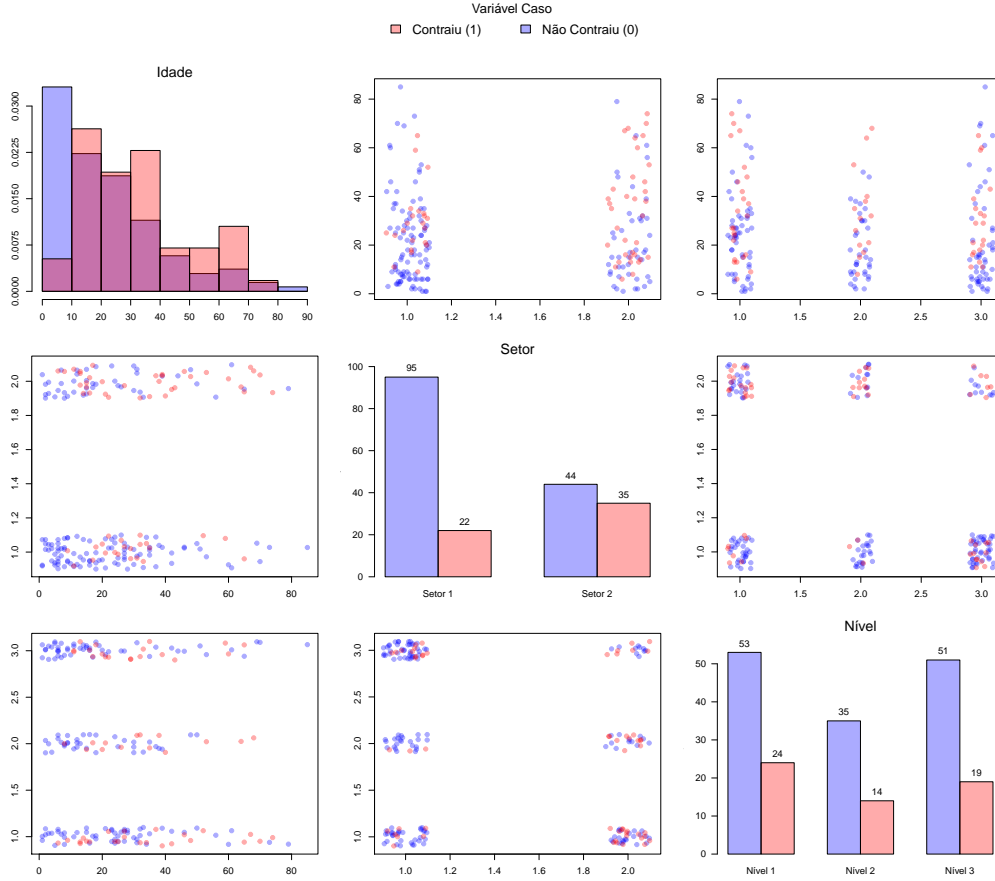 Variável Caso
Contraiu (1) Não Contraiu (0)
Idade
0.0000 0.0075 0.0150 0.0225 0.0300
0 10 20 30 40 50 60 70 80 90
0 20 40 60 80
1.0 1.2 1.4 1.6 1.8 2.0
0 20 40 60 80
1.0 1.5 2.0 2.5 3.0
1.0 1.2 1.4 1.6 1.8 2.0
0 20 40 60 80
Setor
0 20 40 60 80 100
95
22
44
35
Setor 1 Setor 2
1.0 1.2 1.4 1.6 1.8 2.0
1.0 1.5 2.0 2.5 3.0
1.0 1.5 2.0 2.5 3.0
0 20 40 60 80
1.0 1.5 2.0 2.5 3.0
1.0 1.2 1.4 1.6 1.8 2.0
Nível
0 10 20 30 40 50
53
24
35
14
51
19
Nível 1 Nível 2 Nível 3